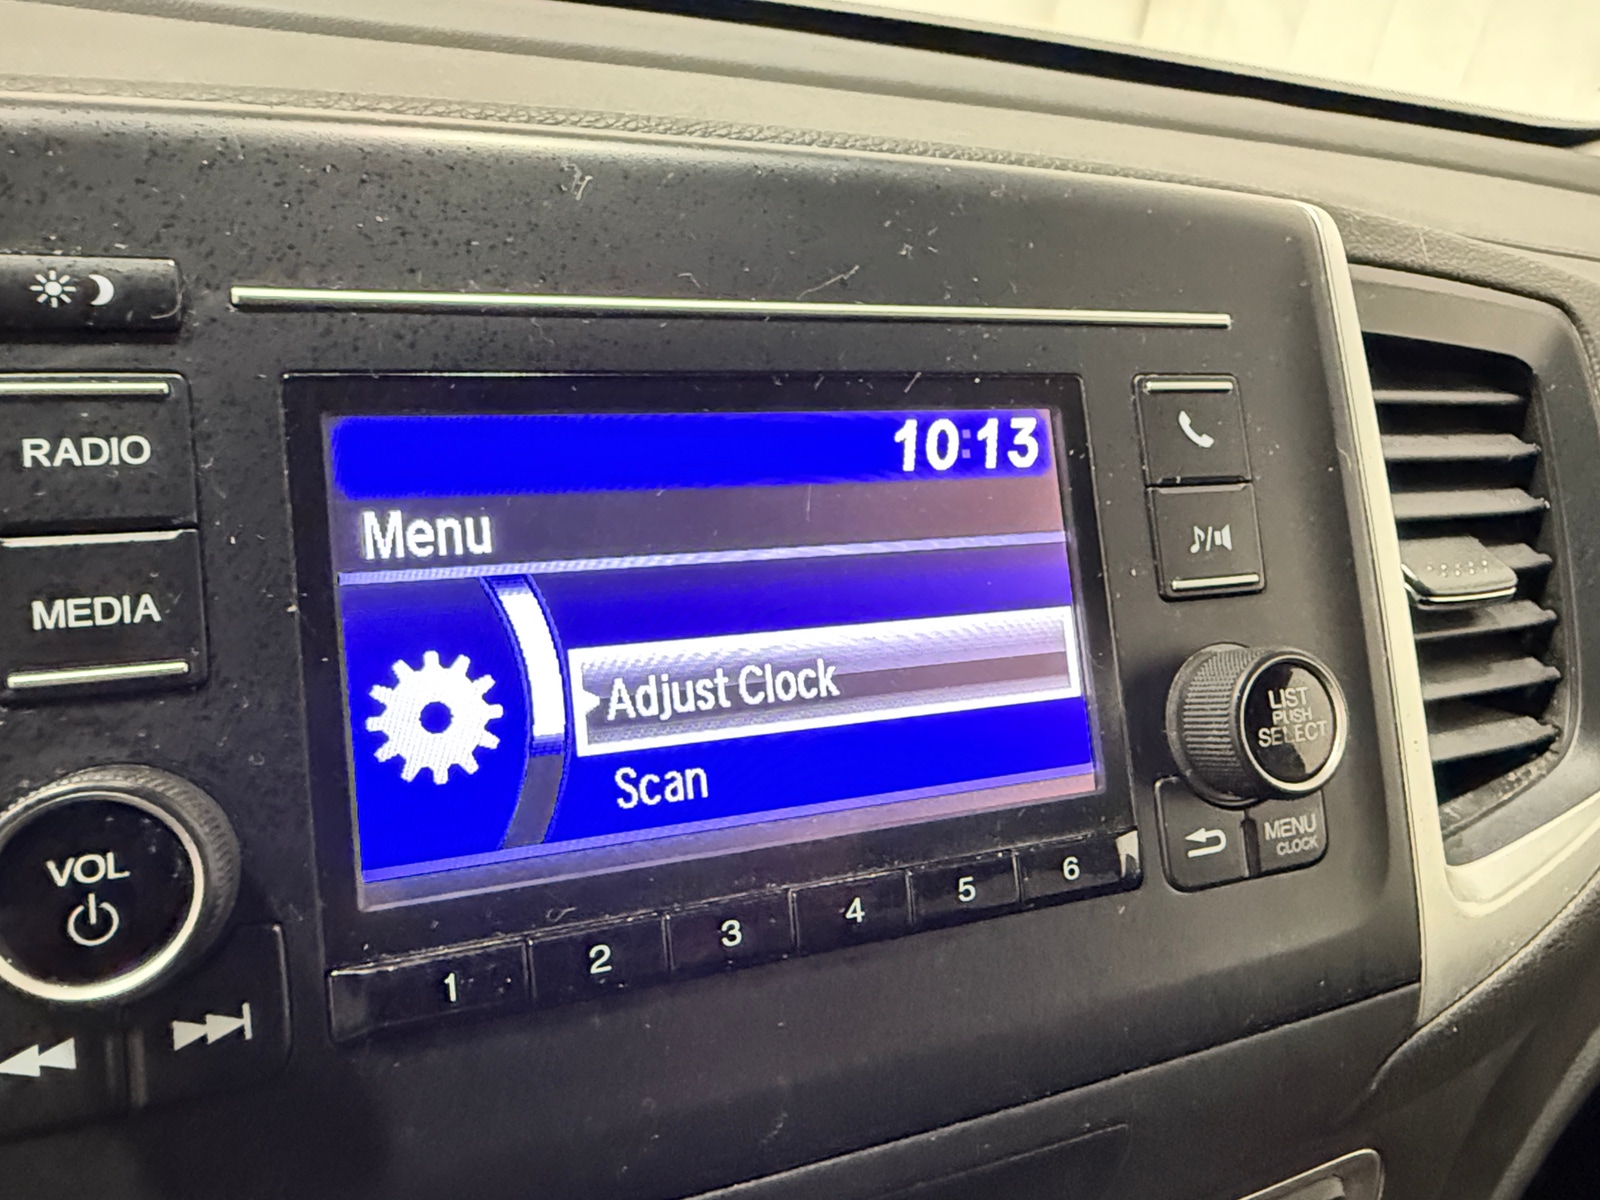 10:13
RADIO
Menu
MEDIA
Adjust Clock
LIST
PUSH
SELECT
Scan
MENU
CLOCK
VOL
1 2 3 4 5 6